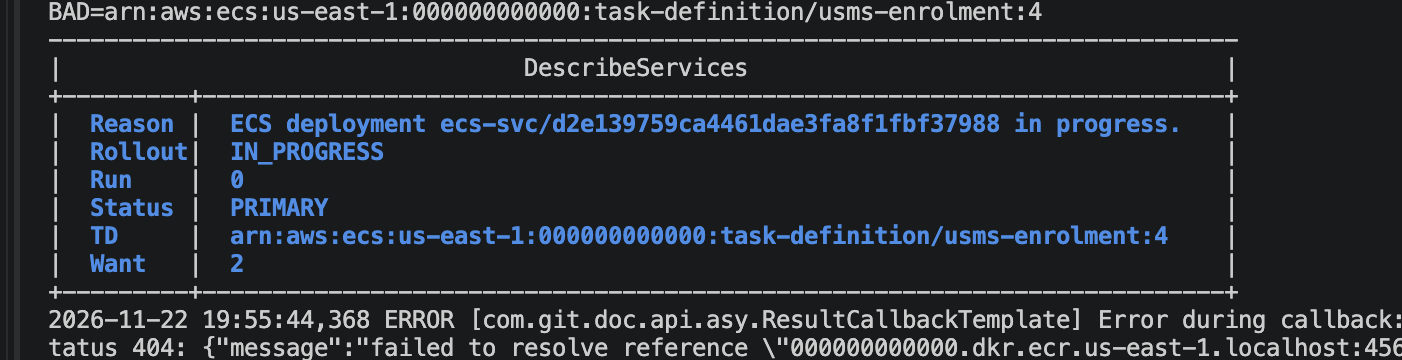 BAD=arn:aws:ecs:us-east-1:000000000000:task-definition/usms-enrolment:4
DescribeServices
Reason | ECS deployment ecs-svc/d2e139759ca4461dae3fa8f1fbf37988 in progress.
Rollout| IN_PROGRESS
Run | 0
Status | PRIMARY
TD | arn:aws:ecs:us-east-1:000000000000:task-definition/usms-enrolment:4
Want | 2
2026-11-22 19:55:44,368 ERROR [com.git.doc.api.asy.ResultCallbackTemplate] Error during callback:
tatus 404: {"message":"failed to resolve reference \"000000000000.dkr.ecr.us-east-1.localhost:456